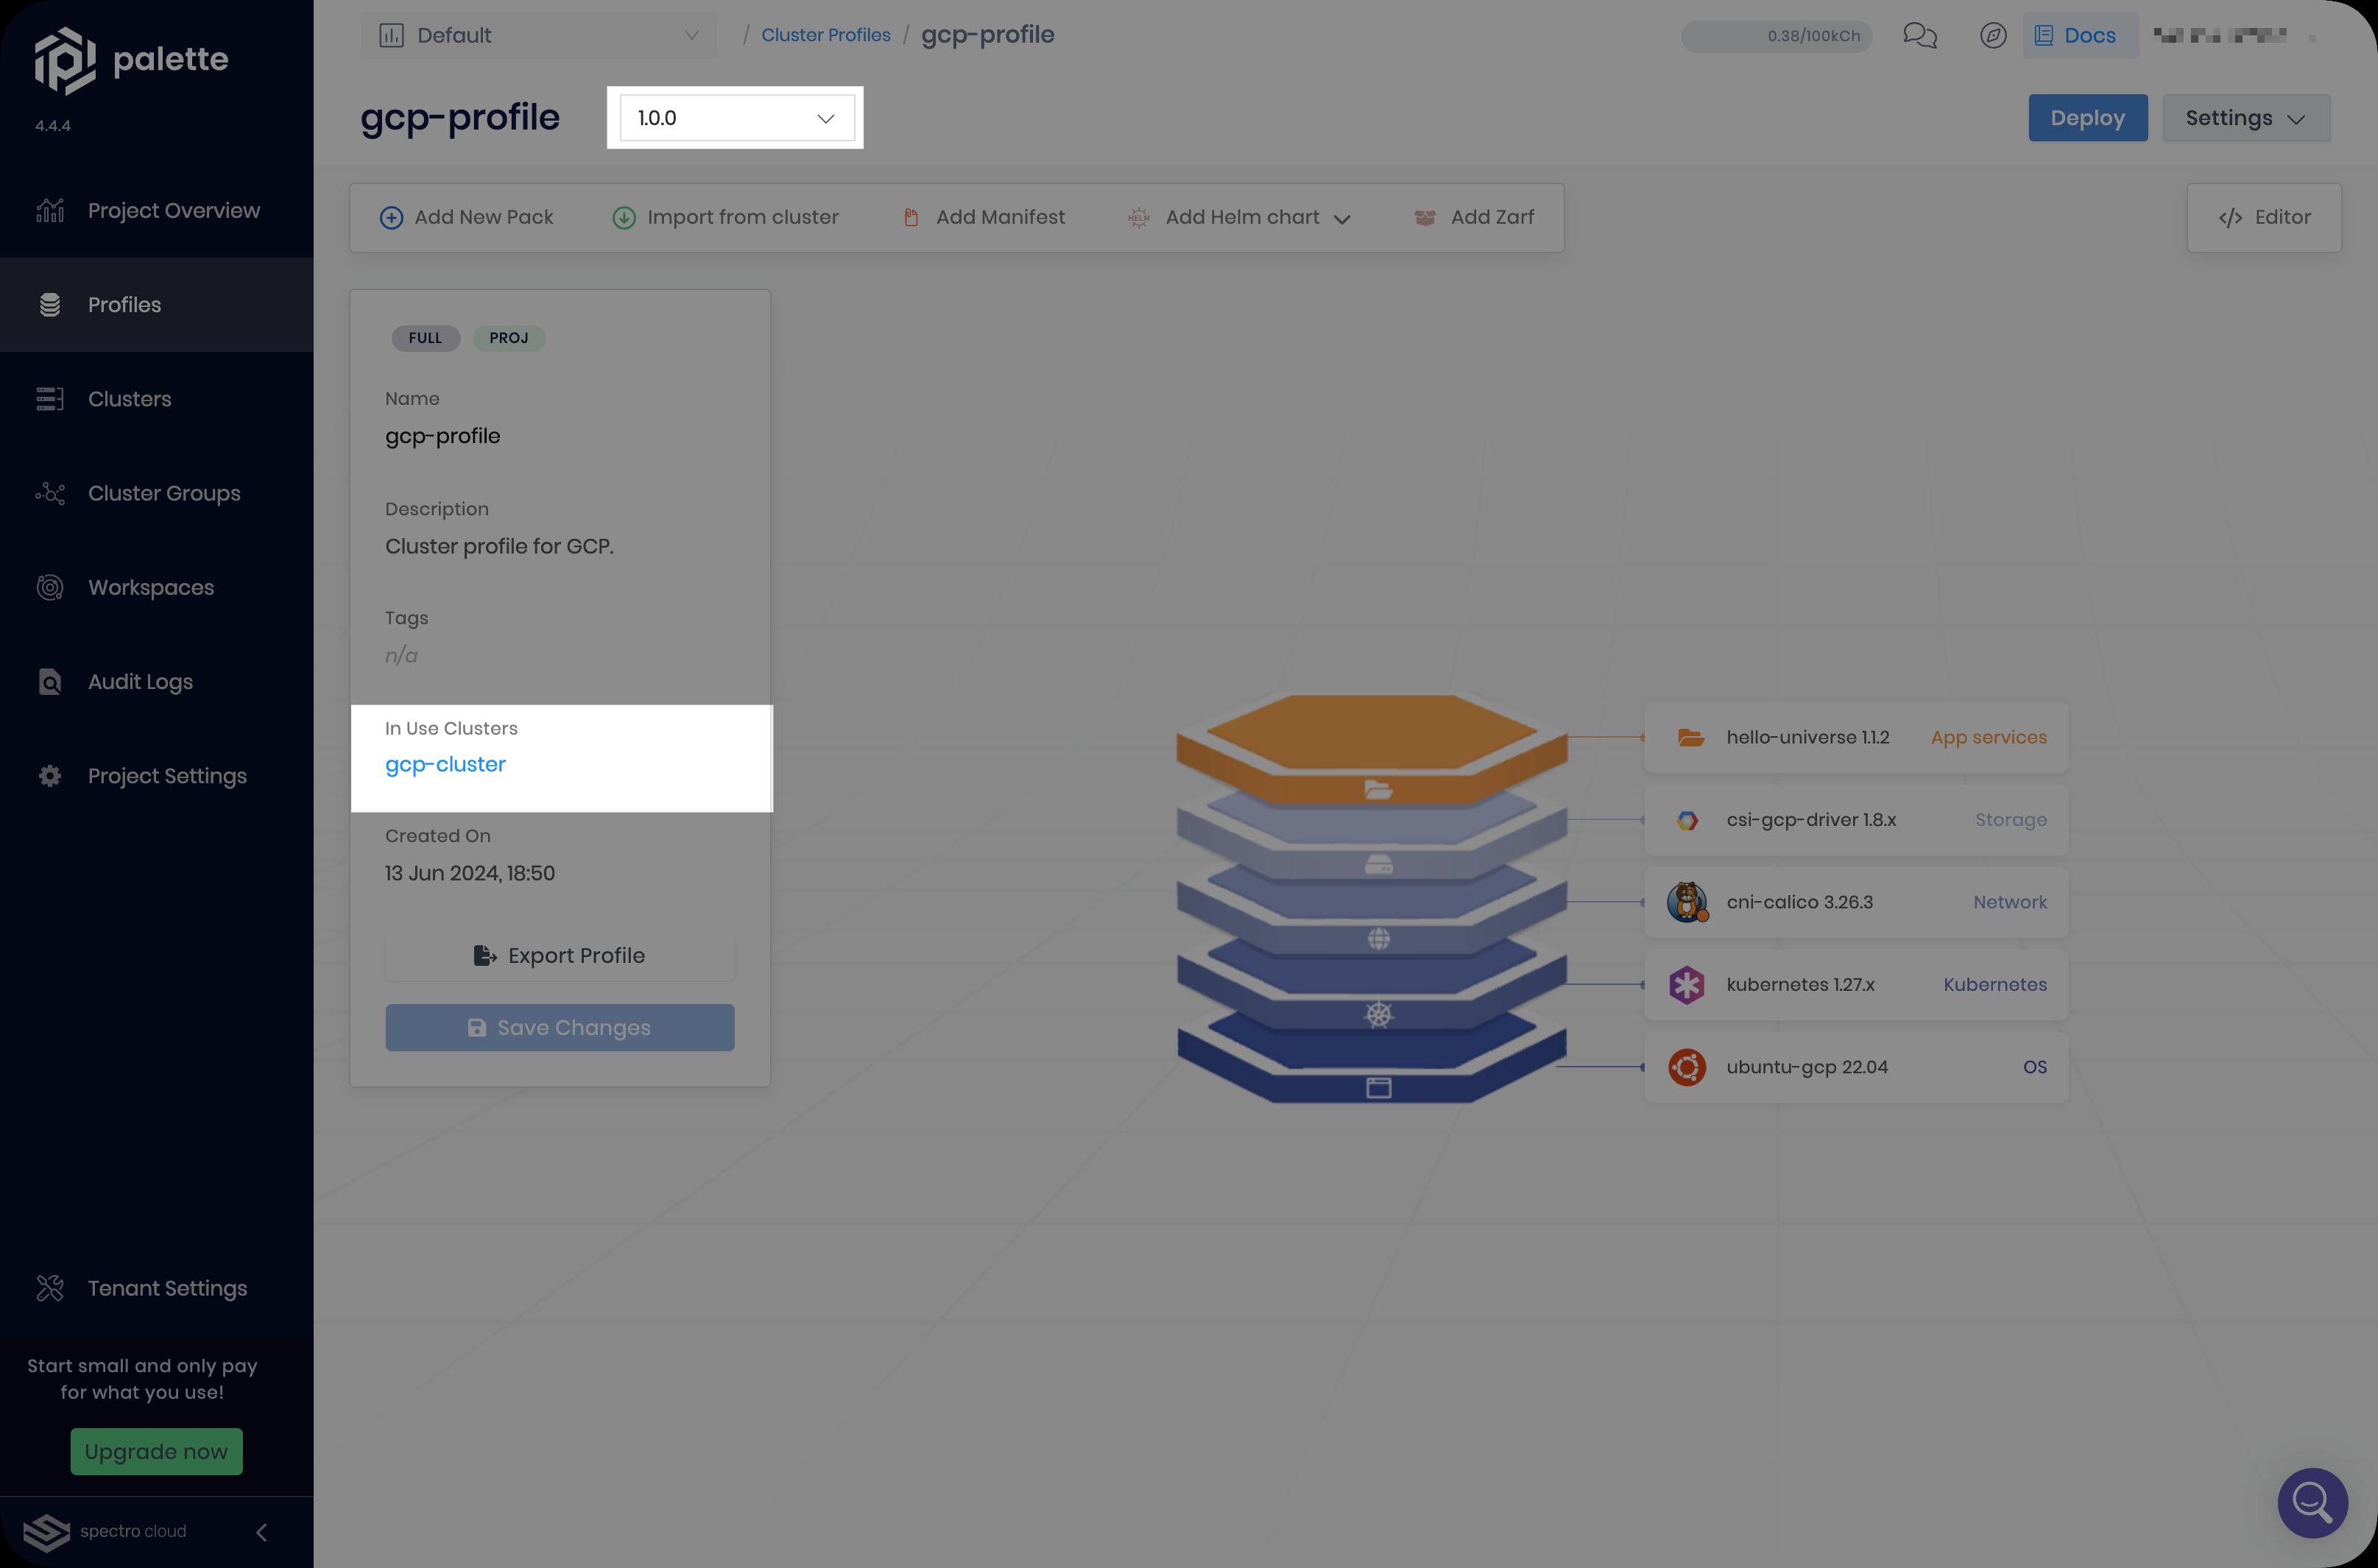 palette
4.4.4
Project Overview
Profiles
Clusters
Cluster Groups
Workspaces
Audit Logs
Project Settings
Tenant Settings
Start small and only pay
for what you use!
Upgrade now
spectro cloud
Default
/ Cluster Profiles / gcp-profile
0.38/100kCh
Docs
gcp-profile
1.0.0
Deploy
Settings
Add New Pack
Import from cluster
Add Manifest
HELM Add Helm chart
Add Zarf
</> Editor
FULL PROJ
Name
gcp-profile
Description
Cluster profile for GCP.
Tags
n/a
In Use Clusters
gcp-cluster
Created On
13 Jun 2024, 18:50
Export Profile
Save Changes
hello-universe 1.1.2 App services
csi-gcp-driver 1.8.x Storage
cni-calico 3.26.3 Network
kubernetes 1.27.x Kubernetes
ubuntu-gcp 22.04 OS